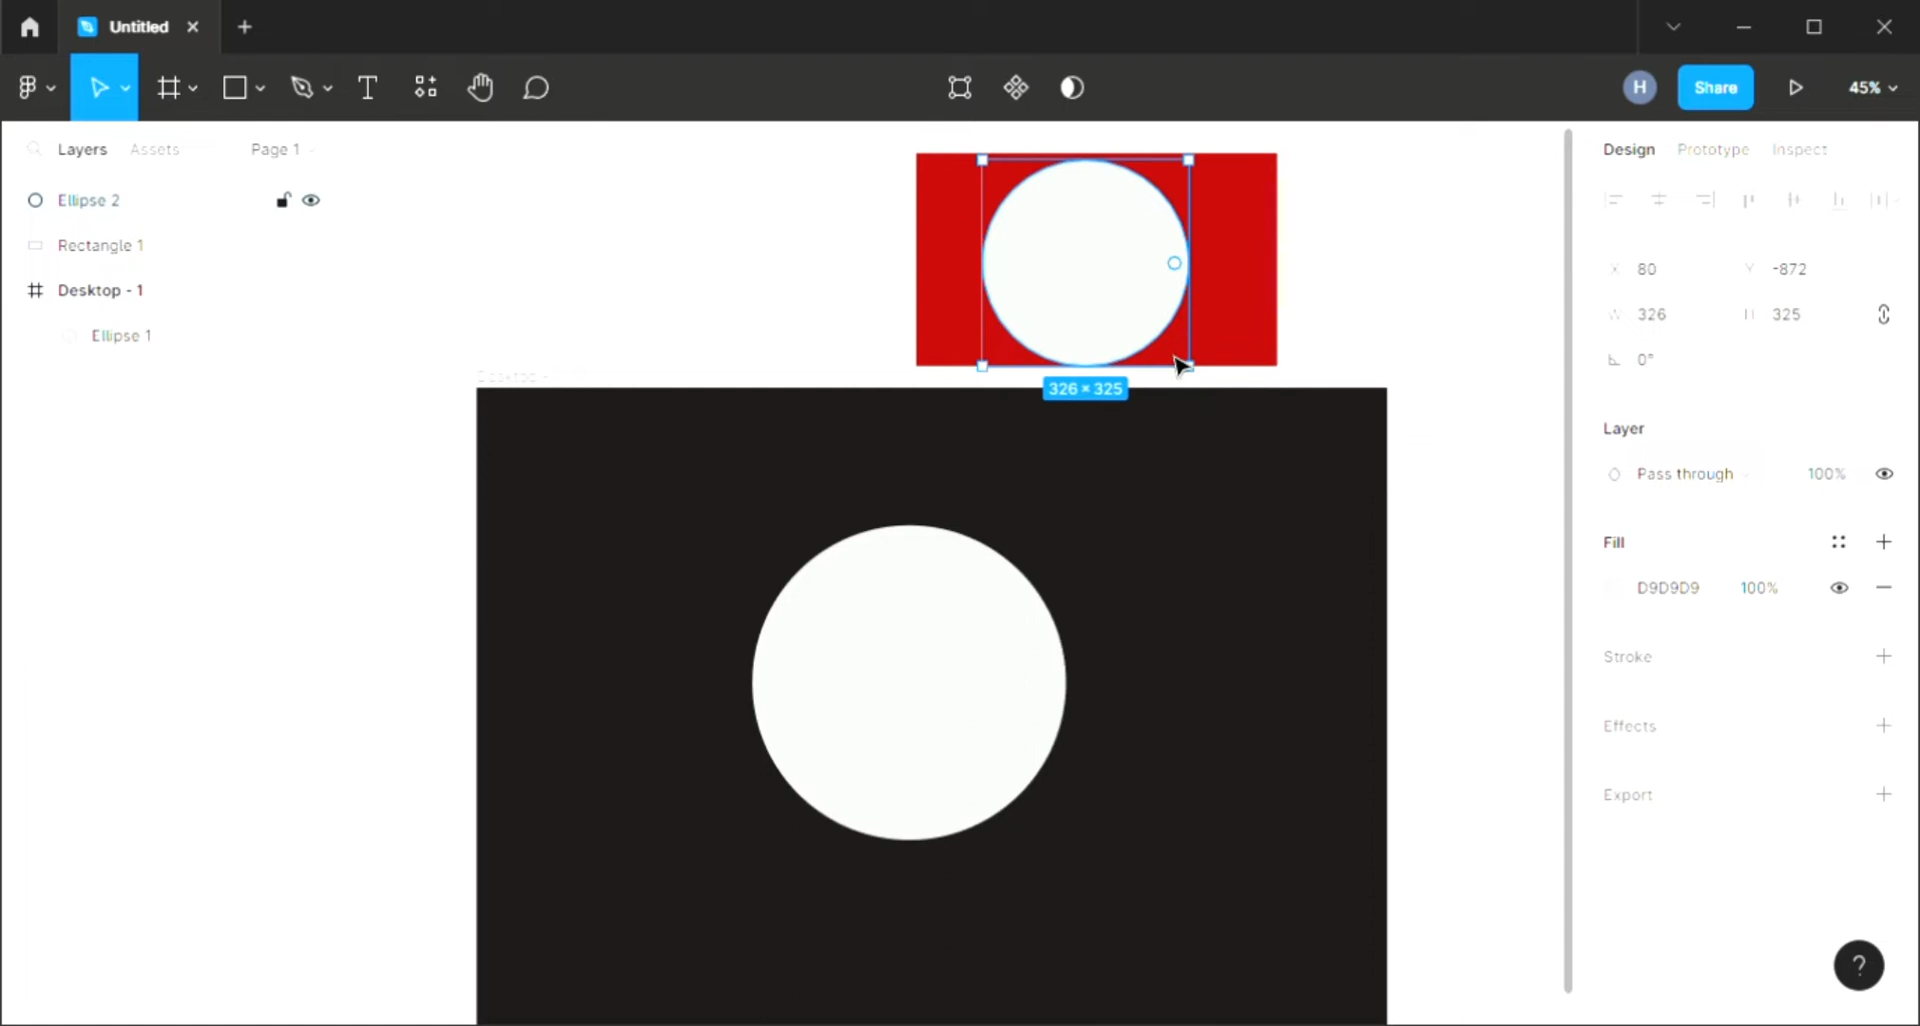 Untitled
H
Share
45%
Layers
Assets
Page 1
Design
Prototype
Inspect
Ellipse 2
Rectangle 1
Desktop - 1
Ellipse 1
X 80
Y -872
W 326
H 325
0°
326 × 325
Layer
Pass through
100%
Fill
D9D9D9
100%
Stroke
Effects
Export
?